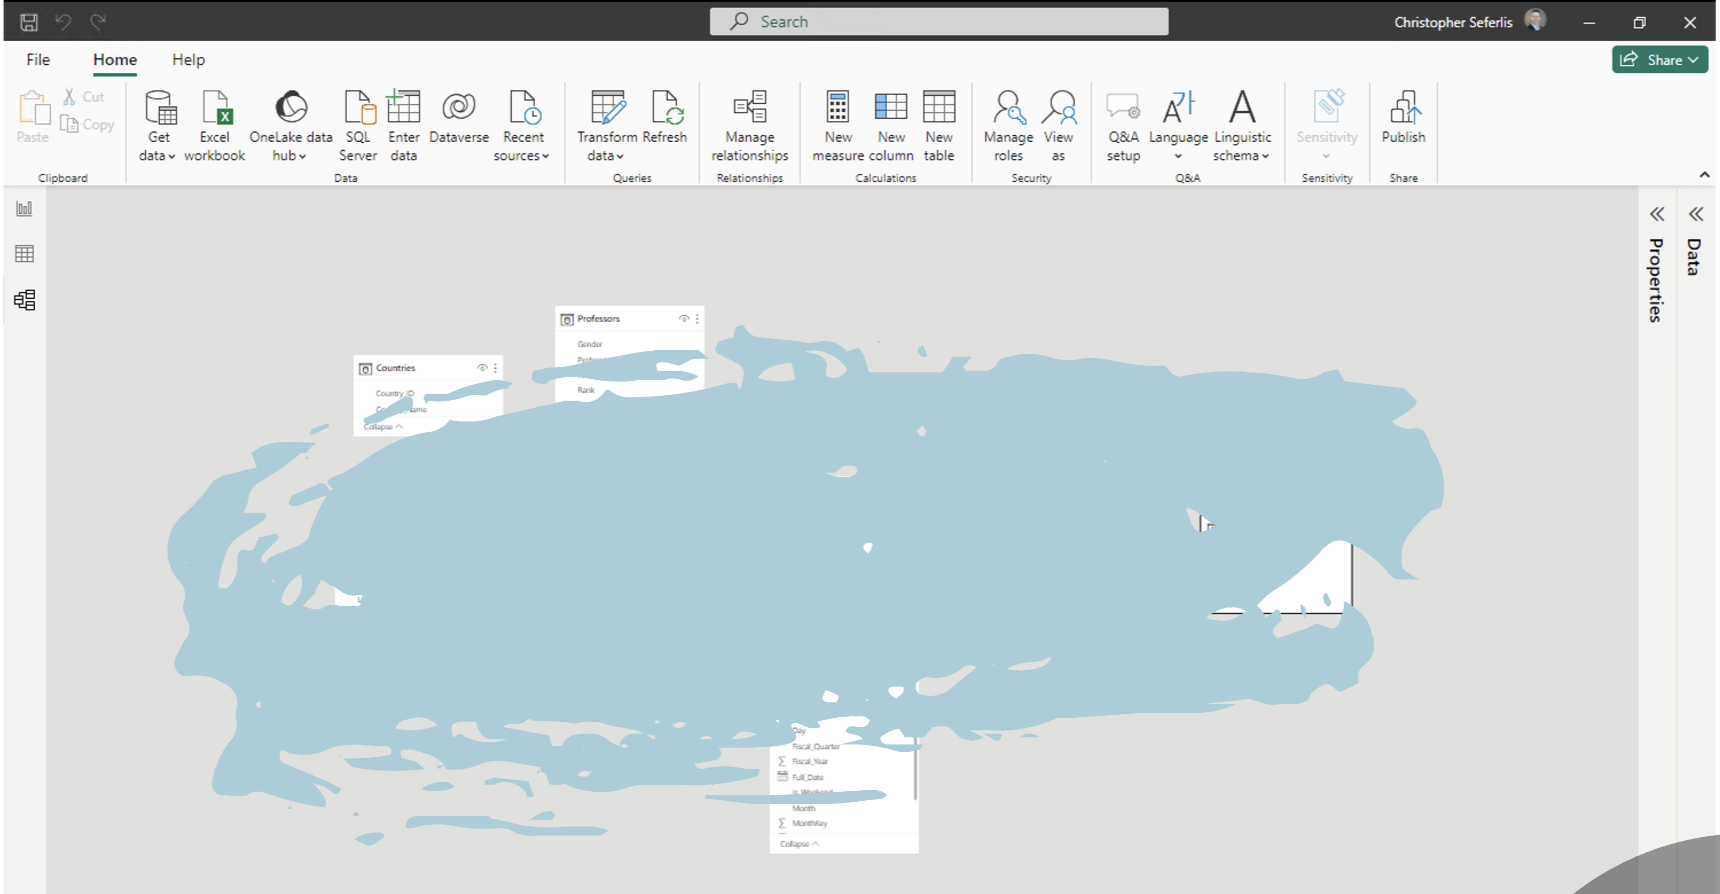 Search
Christopher Seferlis
File Home Help
Share
Paste
Cut
Copy
Clipboard
Get data
Excel workbook
OneLake data hub
SQL Server
Enter data
Dataverse
Recent sources
Data
Transform data
Refresh
Queries
Manage relationships
Relationships
New measure
New column
New table
Calculations
Manage roles
View as
Security
Q&A setup
Language
Linguistic schema
Q&A
Sensitivity
Sensitivity
Publish
Share
Properties
Data
Professors
Gender
Rank
Countries
Country_ID
Collapse
Day
Fiscal_Quarter
Fiscal_Year
Full_Date
Is_Weekend
Month
MonthKey
Collapse